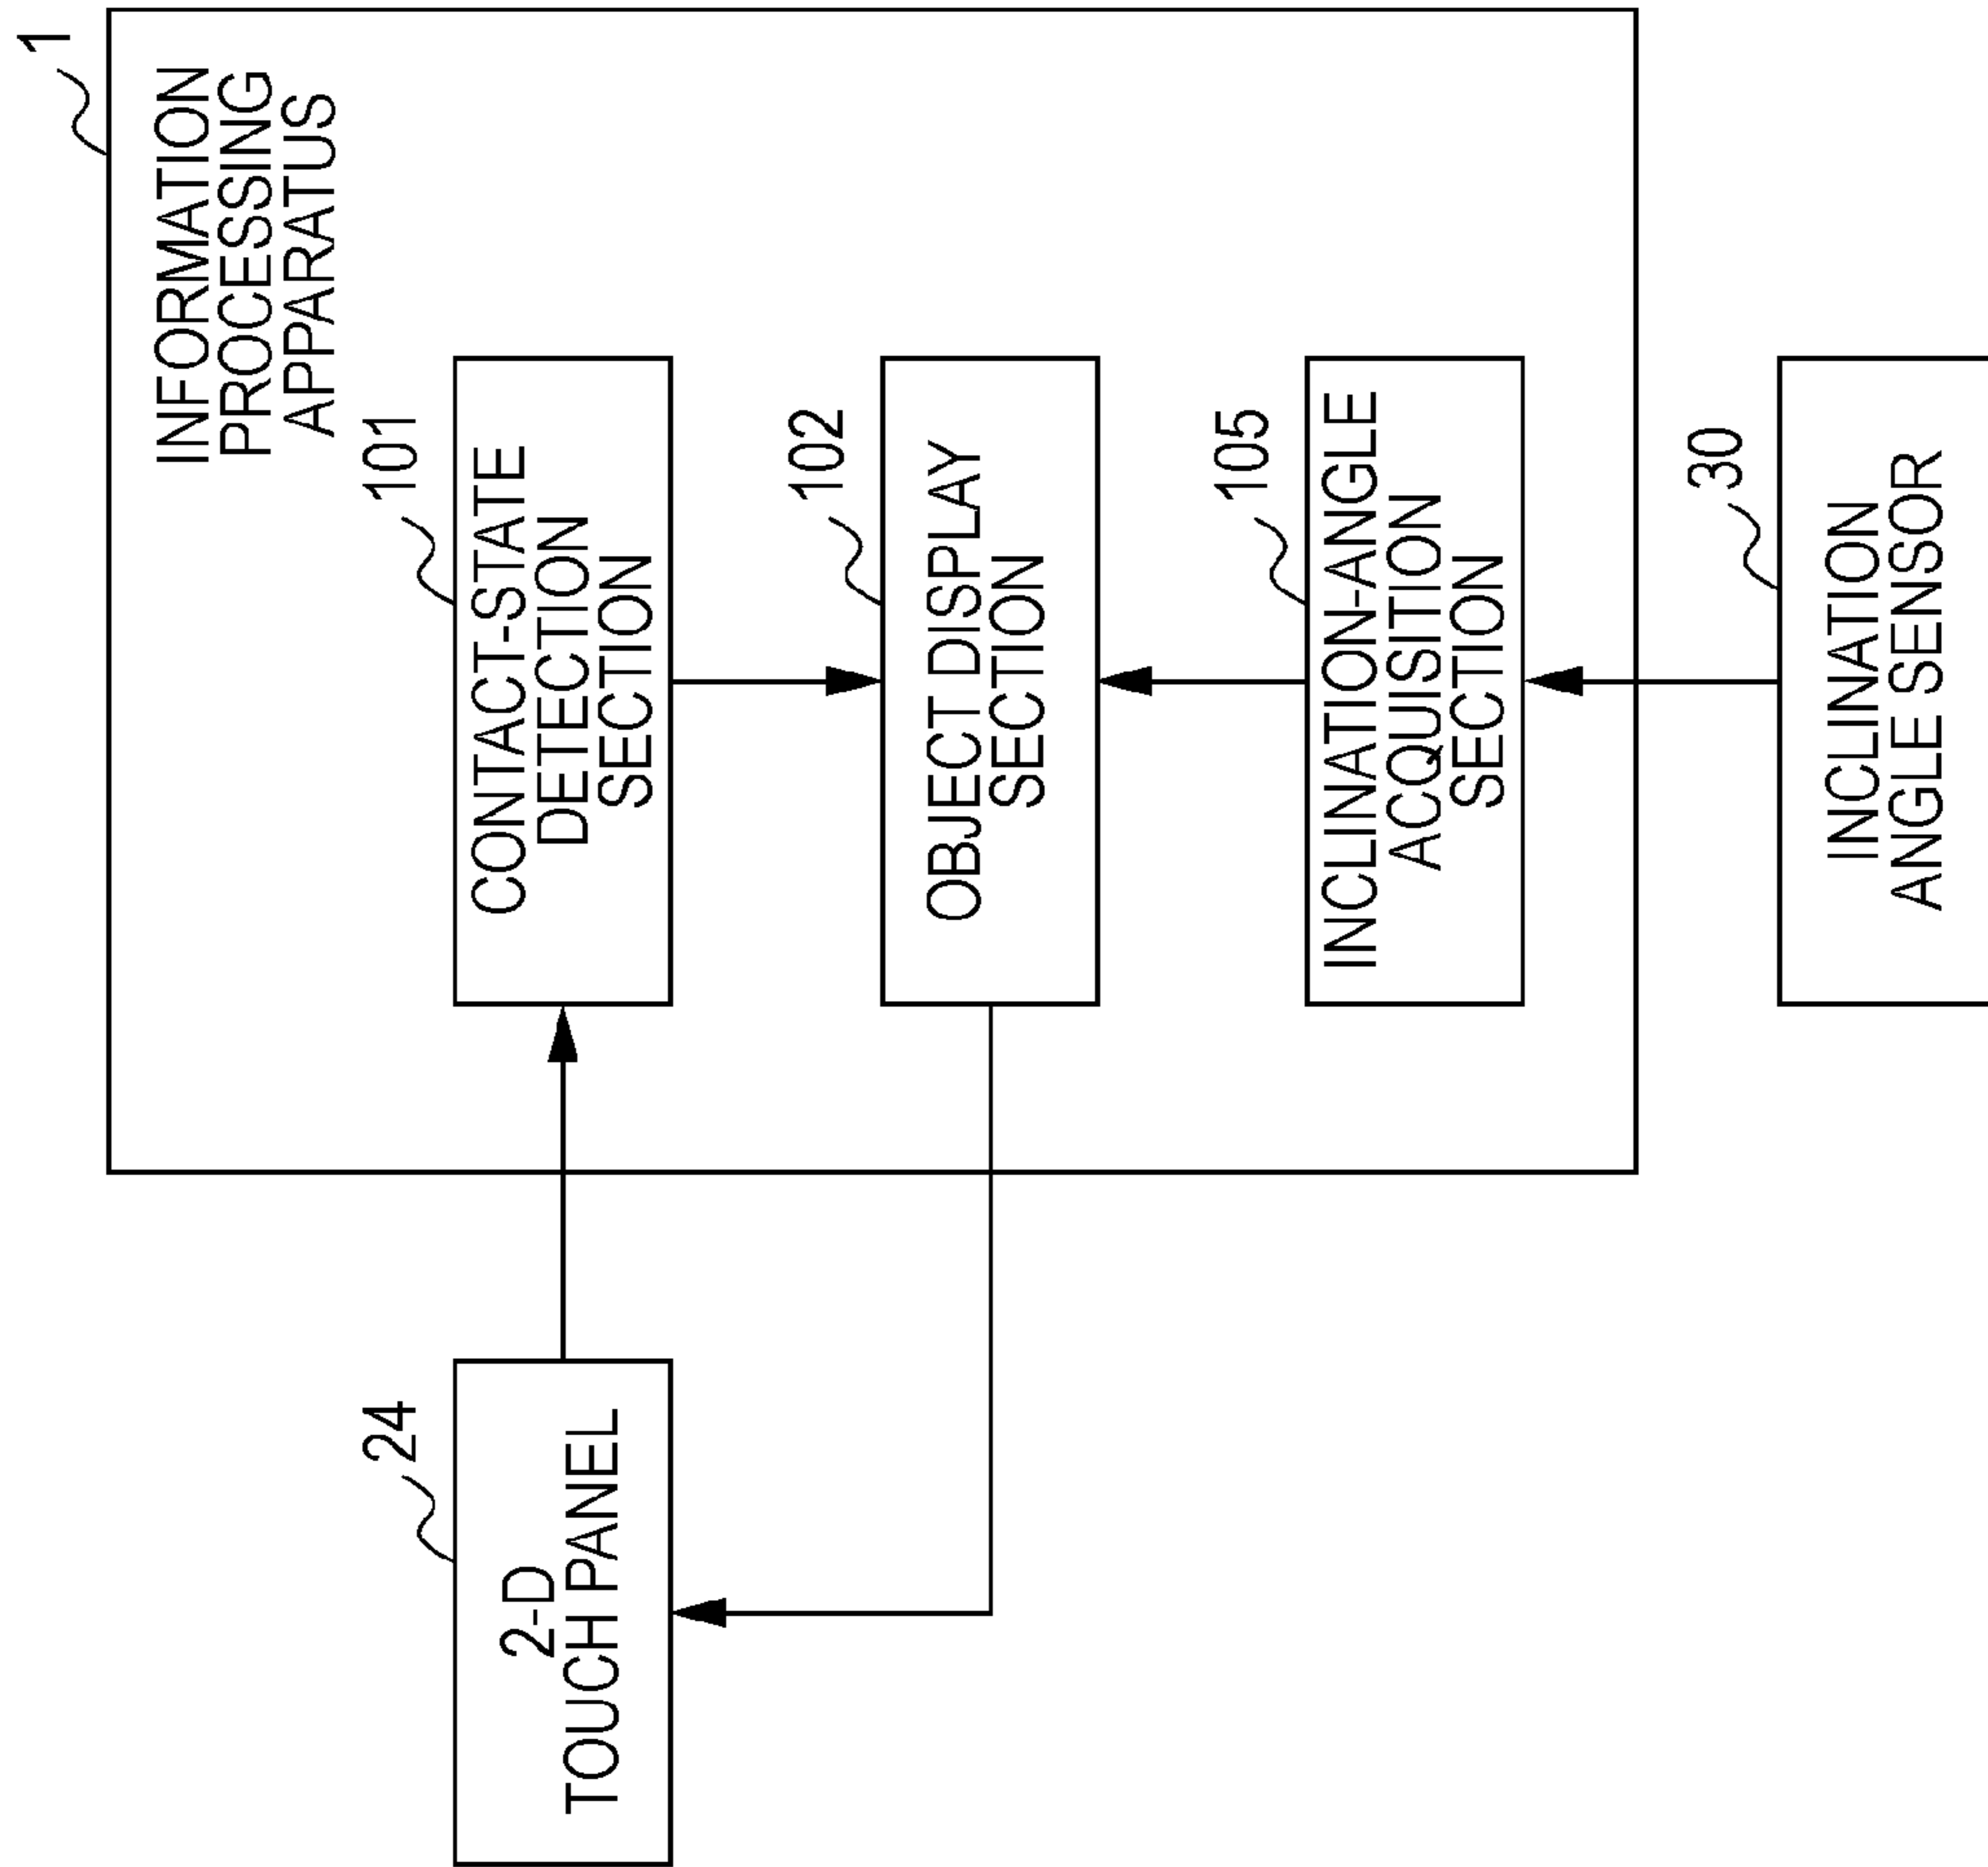 1
INFORMATION
PROCESSING
APPARATUS
24
2-D
TOUCH PANEL
101
CONTACT-STATE
DETECTION
SECTION
102
OBJECT DISPLAY
SECTION
105
INCLINATION-ANGLE
ACQUISITION
SECTION
30
INCLINATION
ANGLE SENSOR